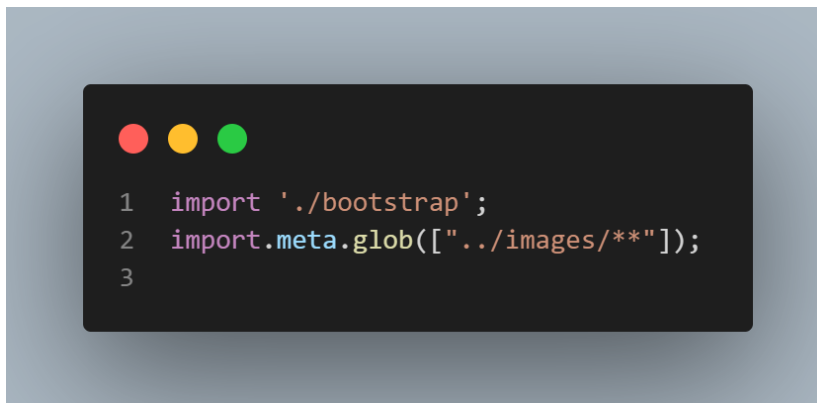 1 import './bootstrap';
2 import.meta.glob(["../images/**"]);
3